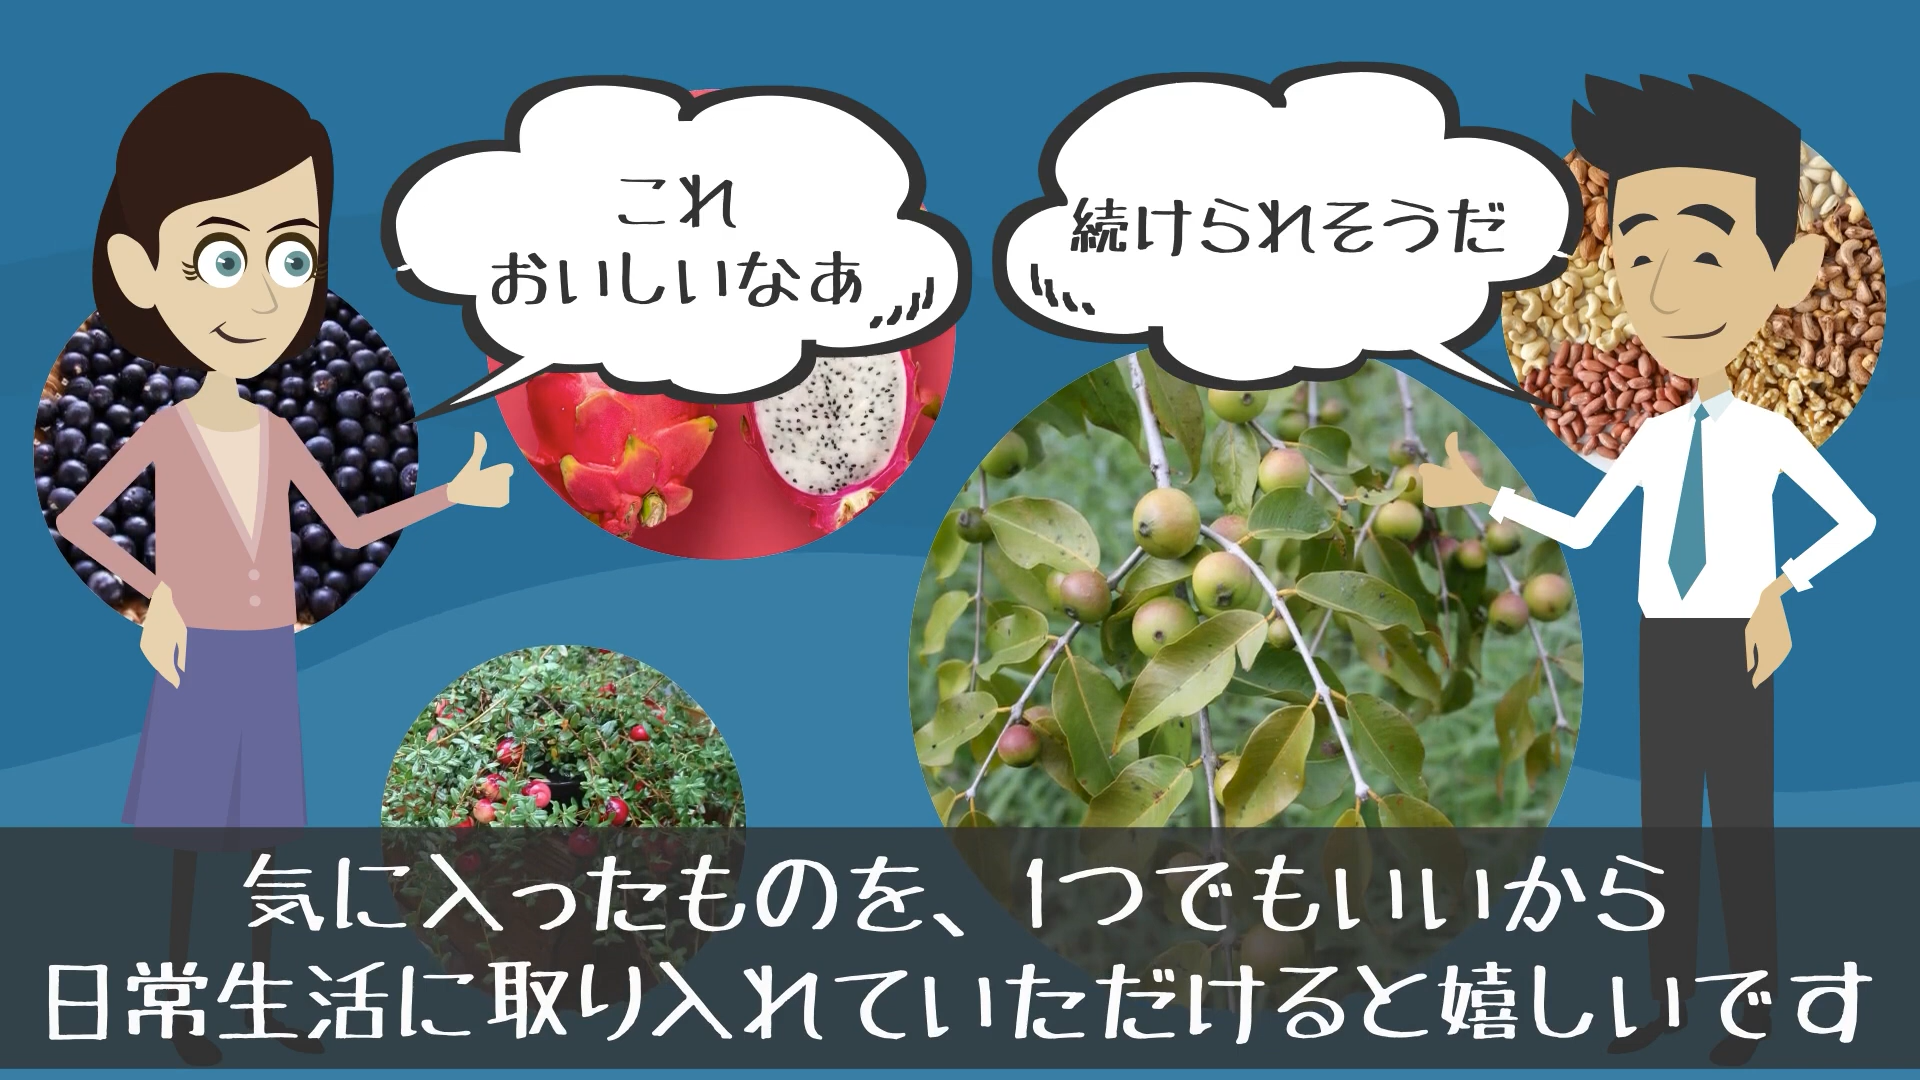 これ
おいしいなあ
続けられそうだ
気に入ったものを、1つでもいいから
日常生活に取り入れていただけると嬉しいです